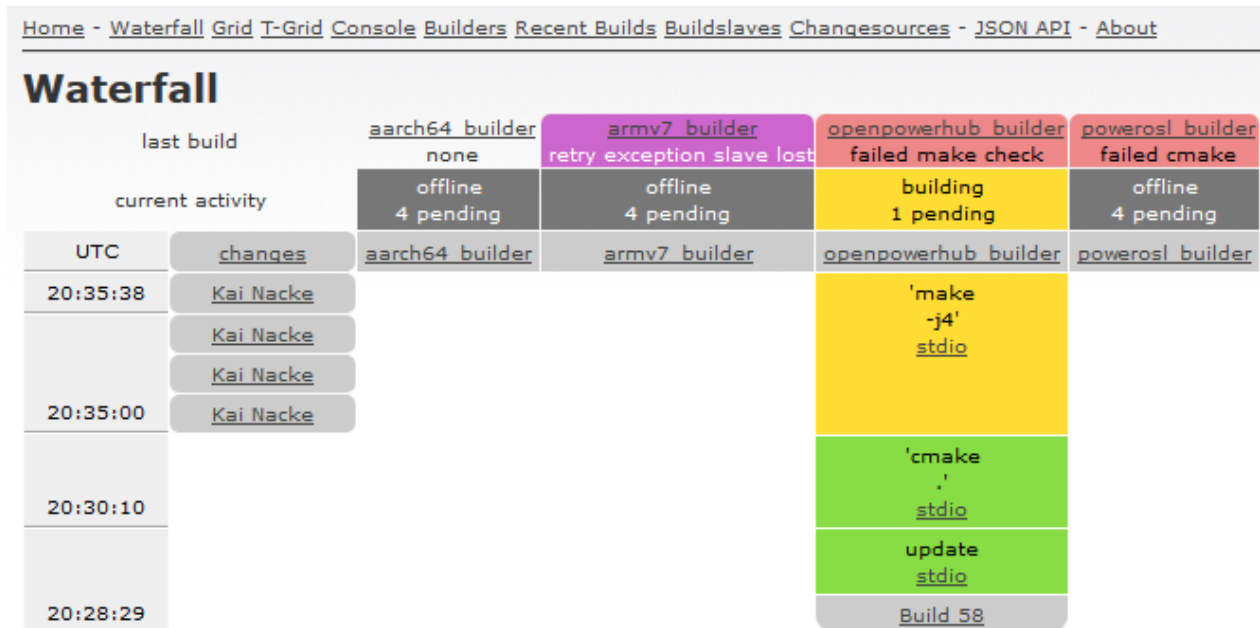 Home - Waterfall Grid T-Grid Console Builders Recent Builds Buildslaves Changesources - JSON API - About
Waterfall
last build
aarch64_builder
none
armv7_builder
retry exception slave lost
openpowerhub_builder
failed make check
powerosl_builder
failed cmake
current activity
offline
4 pending
offline
4 pending
building
1 pending
offline
4 pending
UTC
changes
aarch64_builder
armv7_builder
openpowerhub_builder
powerosl_builder
20:35:38
Kai Nacke
'make
-j4'
stdio
Kai Nacke
Kai Nacke
20:35:00
Kai Nacke
'cmake
.'
stdio
20:30:10
update
stdio
20:28:29
Build 58